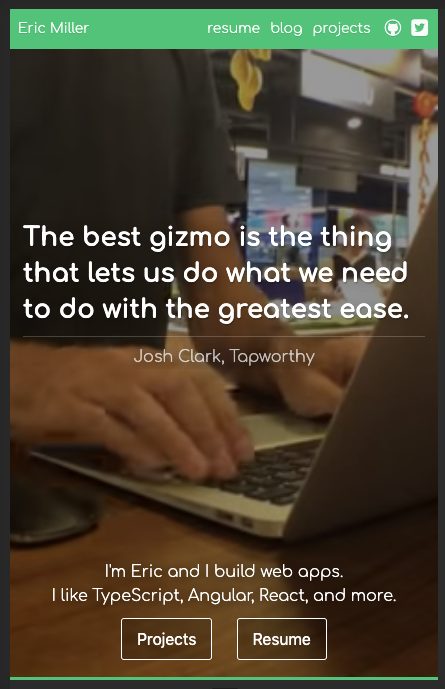 Eric Miller
resume blog projects
The best gizmo is the thing
that lets us do what we need
to do with the greatest ease.
Josh Clark, Tapworthy
I'm Eric and I build web apps.
I like TypeScript, Angular, React, and more.
Projects Resume